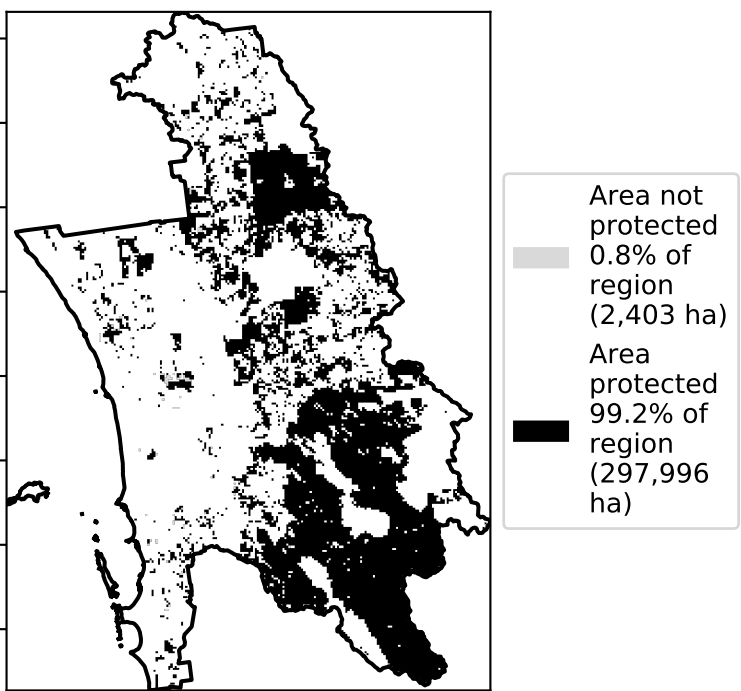 Area not
protected
0.8% of
region
(2,403 ha)
Area
protected
99.2% of
region
(297,996
ha)